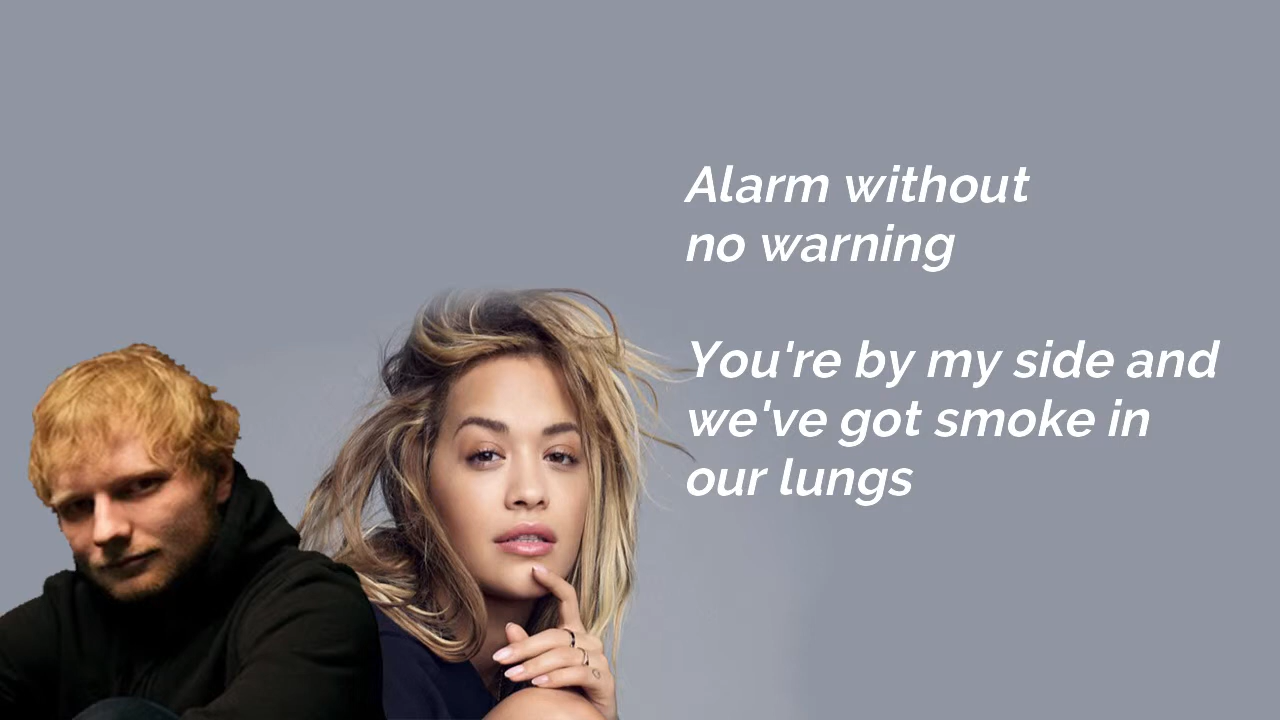 Alarm without
no warning
You're by my side and
we've got smoke in
our lungs